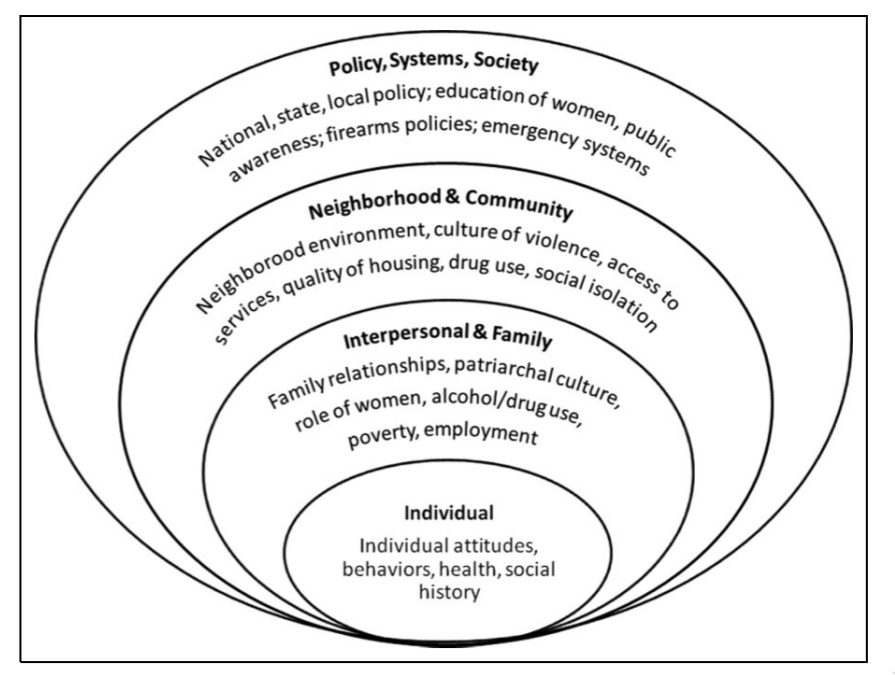 Policy, Systems, Society
National, state, local policy; education of women, public
awareness; firearms policies; emergency systems
Neighborhood & Community
Neighborood environment, culture of violence, access to
services, quality of housing, drug use, social isolation
Interpersonal & Family
Family relationships, patriarchal culture,
role of women, alcohol/drug use,
poverty, employment
Individual
Individual attitudes,
behaviors, health, social
history